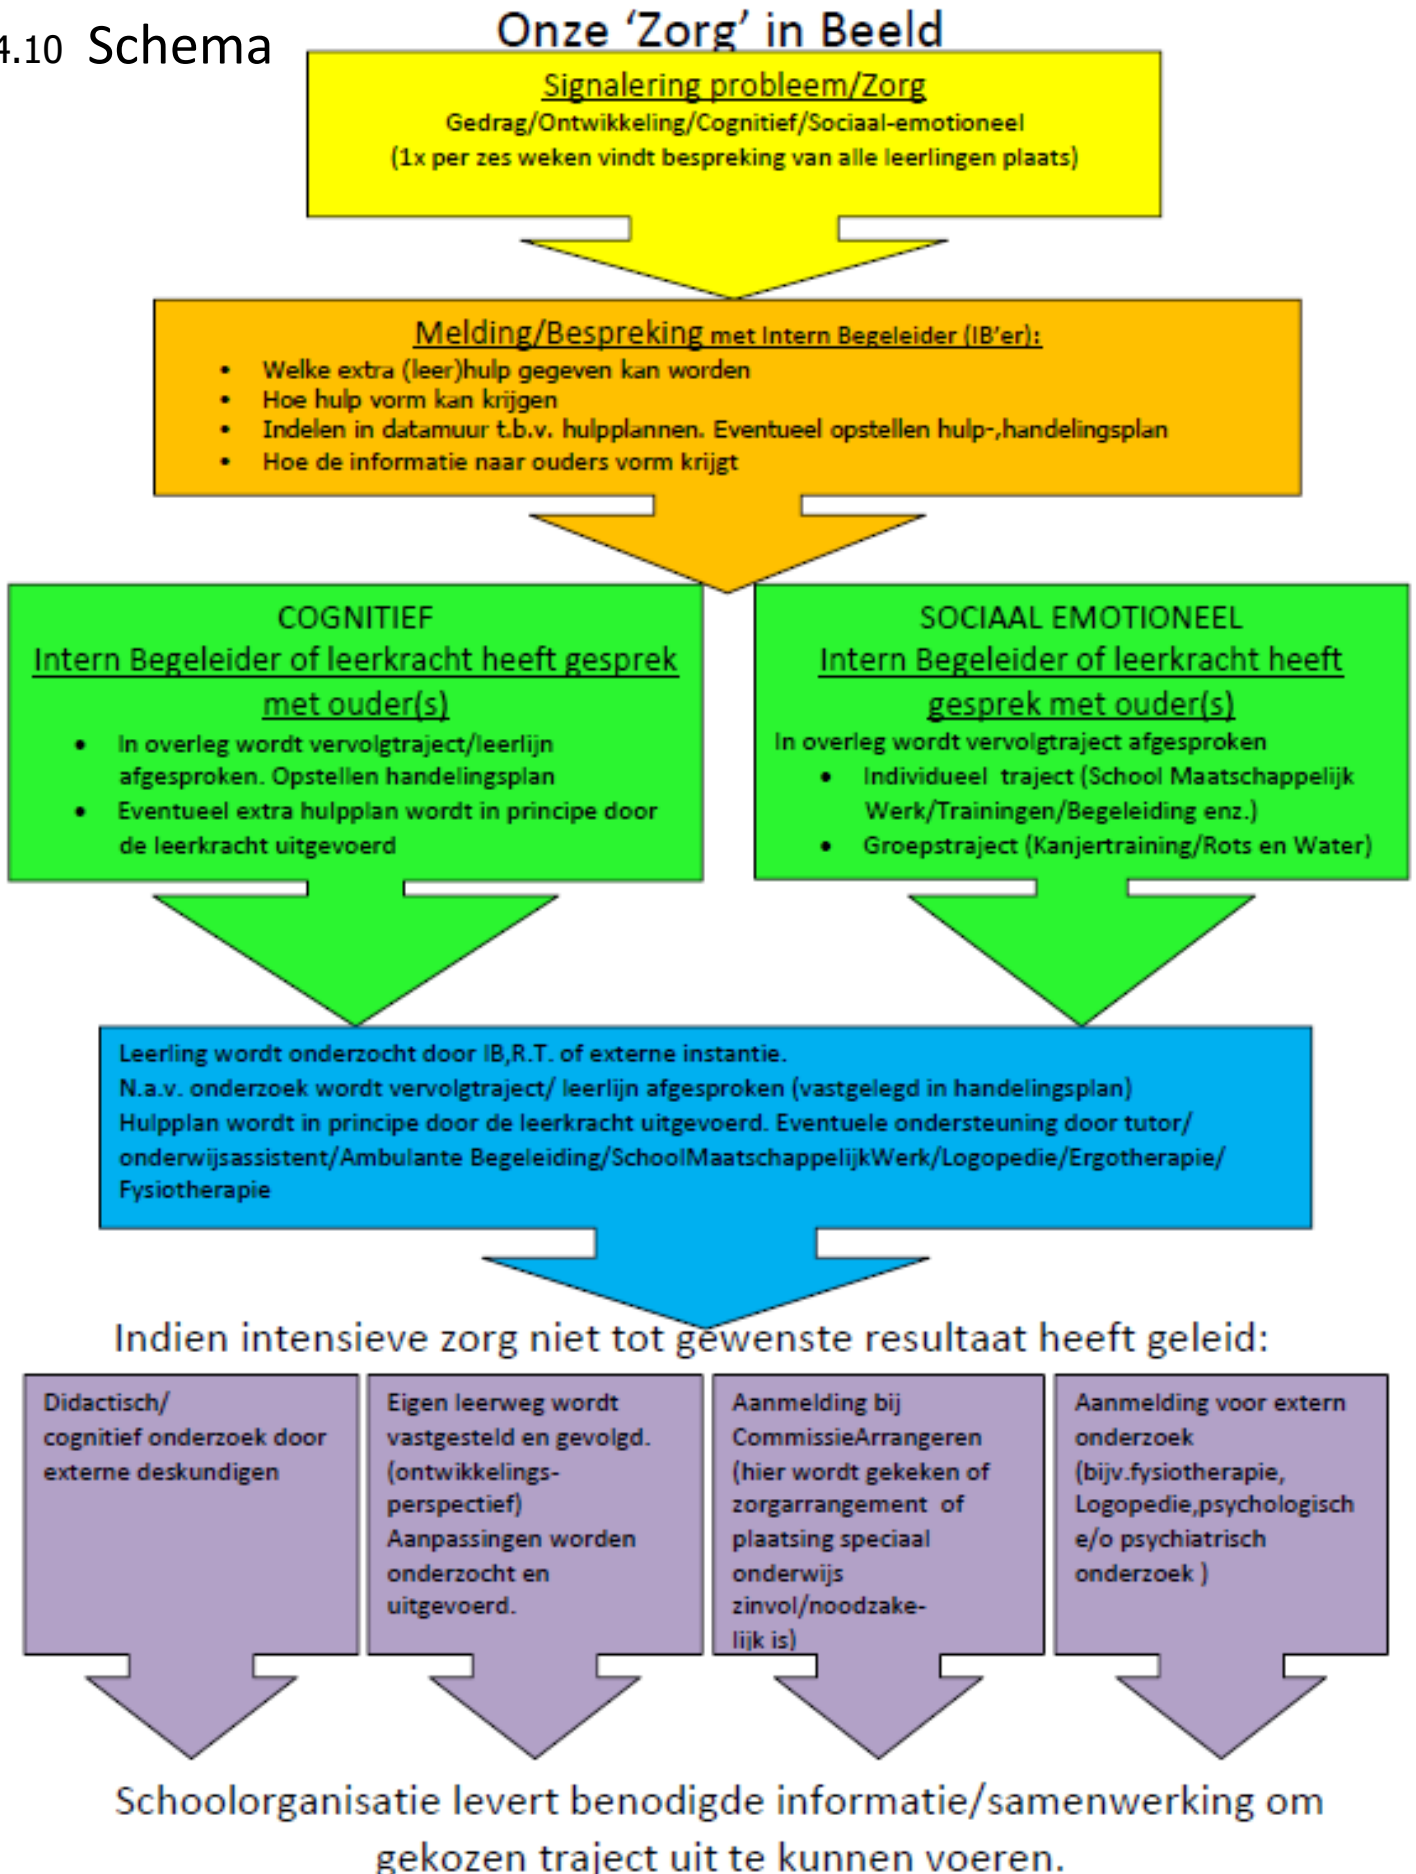 4.10 Schema
Onze ‘Zorg’ in Beeld
Signalering probleem/Zorg
Gedrag/Ontwikkeling/Cognitief/Sociaal-emotioneel
(1x per zes weken vindt bespreking van alle leerlingen plaats)
Melding/Bespreking met Intern Begeleider (IB’er):
• Welke extra (leer)hulp gegeven kan worden
• Hoe hulp vorm kan krijgen
• Indelen in datamuur t.b.v. hulpplannen. Eventueel opstellen hulp-,handelingsplan
• Hoe de informatie naar ouders vorm krijgt
COGNITIEF
Intern Begeleider of leerkracht heeft gesprek
met ouder(s)
• In overleg wordt vervolgtraject/leerlijn
afgesproken. Opstellen handelingsplan
• Eventueel extra hulpplan wordt in principe door
de leerkracht uitgevoerd
SOCIAAL EMOTIONEEL
Intern Begeleider of leerkracht heeft
gesprek met ouder(s)
In overleg wordt vervolgtraject afgesproken
• Individueel traject (School Maatschappelijk
Werk/Trainingen/Begeleiding enz.)
• Groepstraject (Kanjertraining/Rots en Water)
Leerling wordt onderzocht door IB,R.T. of externe instantie.
N.a.v. onderzoek wordt vervolgtraject/ leerlijn afgesproken (vastgelegd in handelingsplan)
Hulpplan wordt in principe door de leerkracht uitgevoerd. Eventuele ondersteuning door tutor/
onderwijsassistent/Ambulante Begeleiding/SchoolMaatschappelijkWerk/Logopedie/Ergotherapie/
Fysiotherapie
Indien intensieve zorg niet tot gewenste resultaat heeft geleid:
Didactisch/
cognitief onderzoek door
externe deskundigen
Eigen leerweg wordt
vastgesteld en gevolgd.
(ontwikkelings-
perspectief)
Aanpassingen worden
onderzocht en
uitgevoerd.
Aanmelding bij
CommissieArrangeren
(hier wordt gekeken of
zorgarrangement of
plaatsing speciaal
onderwijs
zinvol/noodzake-
lijk is)
Aanmelding voor extern
onderzoek
(bijv.fysiotherapie,
Logopedie,psychologisch
e/o psychiatrisch
onderzoek )
Schoolorganisatie levert benodigde informatie/samenwerking om
gekozen traject uit te kunnen voeren.